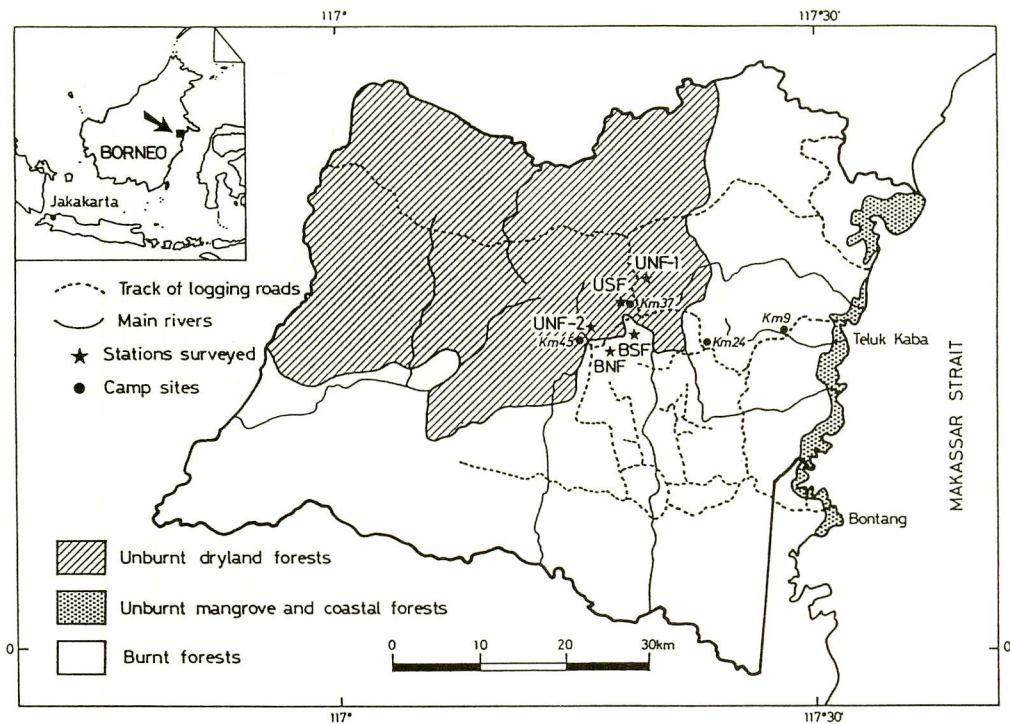 117°
117°30'
BORNEO
Jakakarta
Track of logging roads
Main rivers
Stations surveyed
Camp sites
UNF-1
USF
Km37
UNF-2
Km45
BSF
BNF
Km24
Km9
Teluk Kaba
MAKASSAR STRAIT
Bontang
Unburnt dryland forests
Unburnt mangrove and coastal forests
Burnt forests
0
10
20
30km
0
0
117°
117°30'